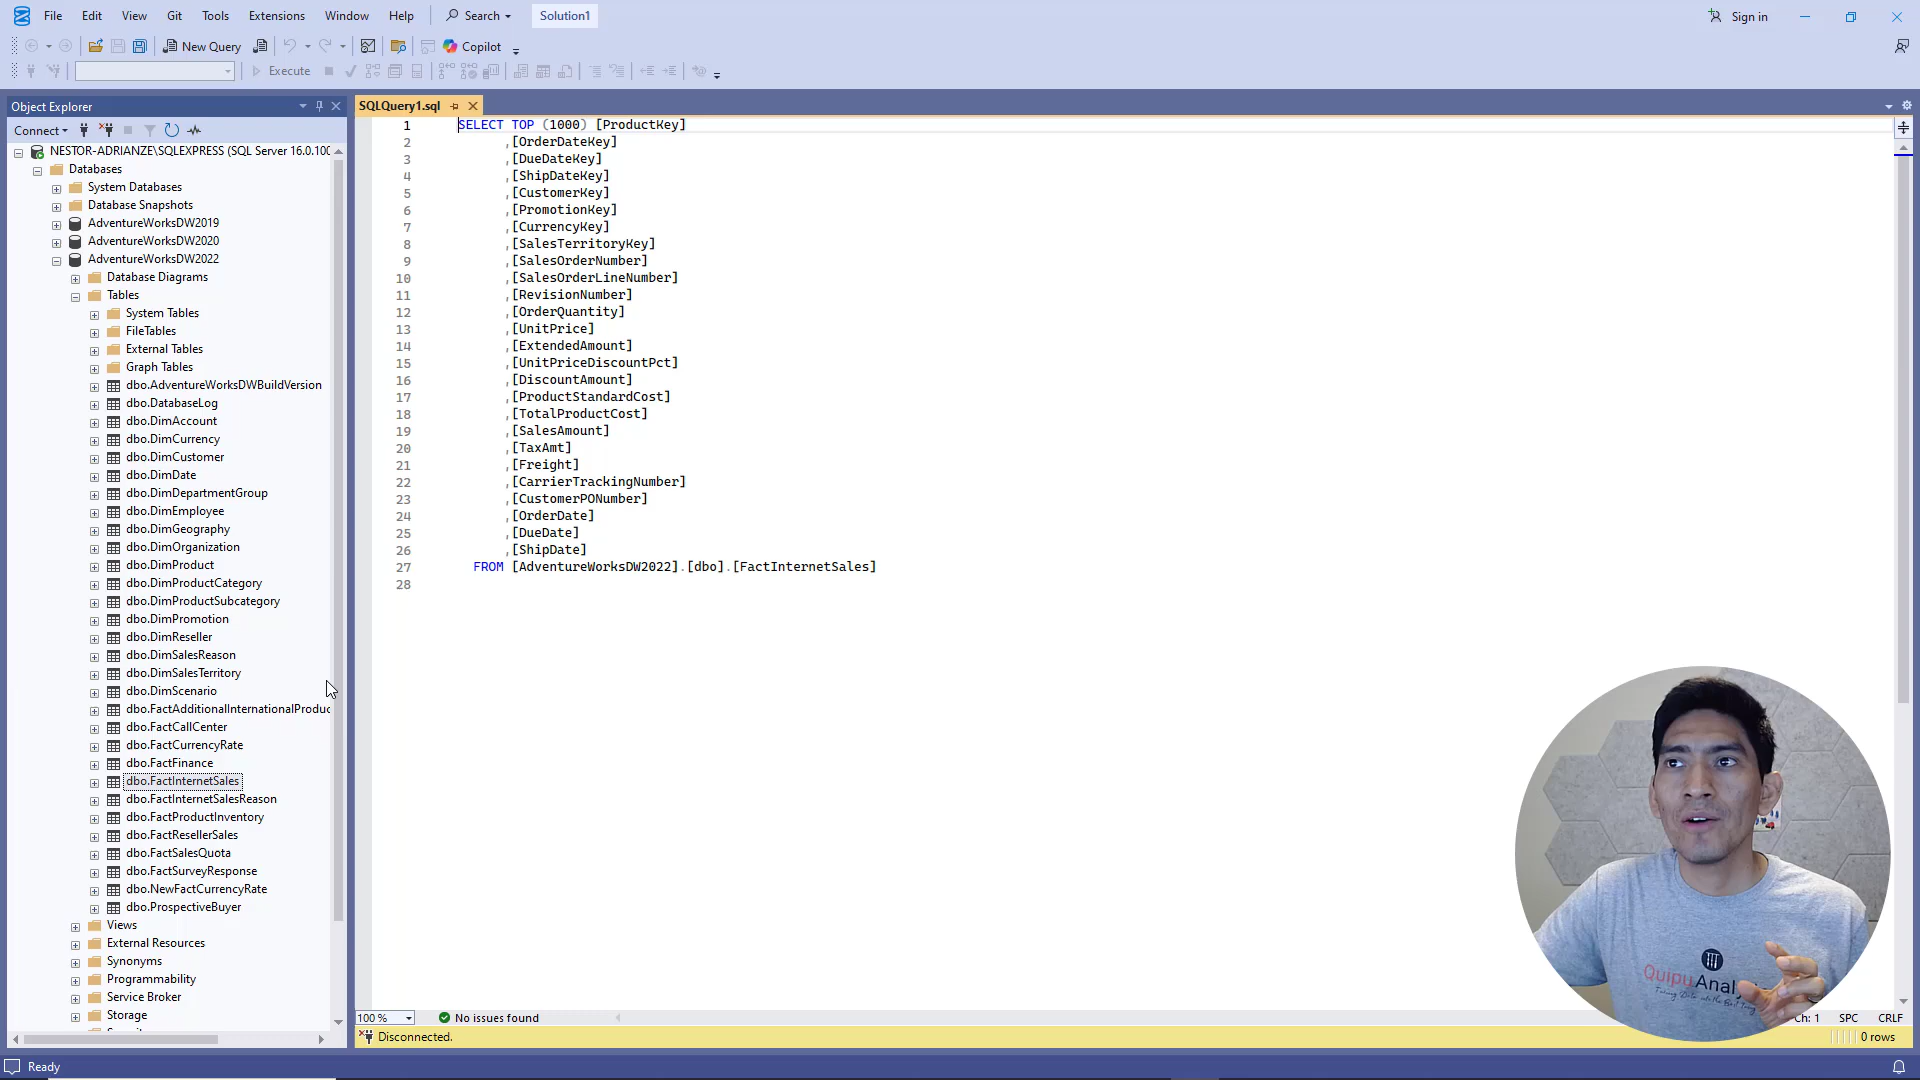 File Edit View Git Tools Extensions Window Help Search Solution1 Sign in
New Query Copilot
Execute
Object Explorer
Connect
NESTOR-ADRIANZE\SQLEXPRESS (SQL Server 16.0.100
Databases
System Databases
Database Snapshots
AdventureWorksDW2019
AdventureWorksDW2020
AdventureWorksDW2022
Database Diagrams
Tables
System Tables
FileTables
External Tables
Graph Tables
dbo.AdventureWorksDWBuildVersion
dbo.DatabaseLog
dbo.DimAccount
dbo.DimCurrency
dbo.DimCustomer
dbo.DimDate
dbo.DimDepartmentGroup
dbo.DimEmployee
dbo.DimGeography
dbo.DimOrganization
dbo.DimProduct
dbo.DimProductCategory
dbo.DimProductSubcategory
dbo.DimPromotion
dbo.DimReseller
dbo.DimSalesReason
dbo.DimSalesTerritory
dbo.DimScenario
dbo.FactAdditionalInternationalProduc
dbo.FactCallCenter
dbo.FactCurrencyRate
dbo.FactFinance
dbo.FactInternetSales
dbo.FactInternetSalesReason
dbo.FactProductInventory
dbo.FactResellerSales
dbo.FactSalesQuota
dbo.FactSurveyResponse
dbo.NewFactCurrencyRate
dbo.ProspectiveBuyer
Views
External Resources
Synonyms
Programmability
Service Broker
Storage
SQLQuery1.sql
1 SELECT TOP (1000) [ProductKey]
2 ,[OrderDateKey]
3 ,[DueDateKey]
4 ,[ShipDateKey]
5 ,[CustomerKey]
6 ,[PromotionKey]
7 ,[CurrencyKey]
8 ,[SalesTerritoryKey]
9 ,[SalesOrderNumber]
10 ,[SalesOrderLineNumber]
11 ,[RevisionNumber]
12 ,[OrderQuantity]
13 ,[UnitPrice]
14 ,[ExtendedAmount]
15 ,[UnitPriceDiscountPct]
16 ,[DiscountAmount]
17 ,[ProductStandardCost]
18 ,[TotalProductCost]
19 ,[SalesAmount]
20 ,[TaxAmt]
21 ,[Freight]
22 ,[CarrierTrackingNumber]
23 ,[CustomerPONumber]
24 ,[OrderDate]
25 ,[DueDate]
26 ,[ShipDate]
27 FROM [AdventureWorksDW2022].[dbo].[FactInternetSales]
28
QuipuAnaly
100 % No issues found Ch: 1 SPC CRLF
Disconnected. 0 rows
Ready